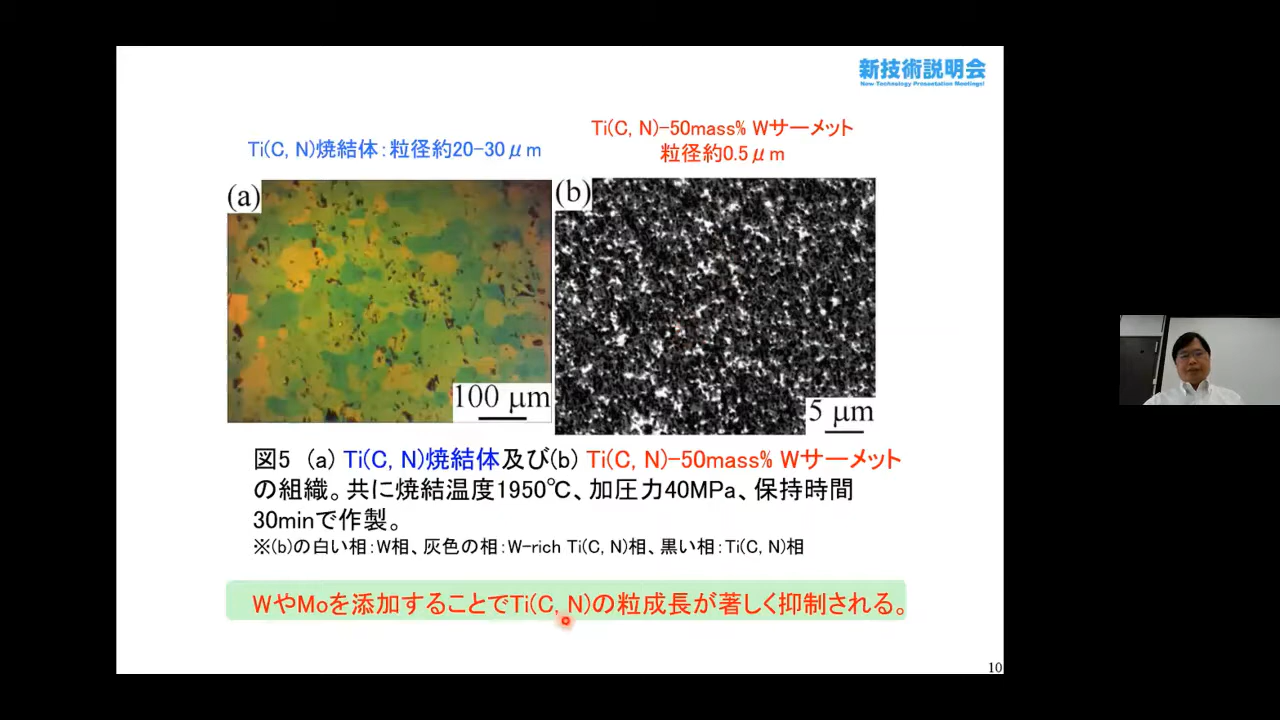 新技術説明会
New Technology Presentation Meetings!
Ti(C, N)焼結体：粒径約20-30μm
Ti(C, N)-50mass% Wサーメット
粒径約0.5μm
(a)
(b)
100 μm
5 μm
図5 (a) Ti(C, N)焼結体及び(b) Ti(C, N)-50mass% Wサーメット
の組織。共に焼結温度1950℃、加圧力40MPa、保持時間
30minで作製。
※(b)の白い相：W相、灰色の相：W-rich Ti(C, N)相、黒い相：Ti(C, N)相
WやMoを添加することでTi(C, N)の粒成長が著しく抑制される。
10